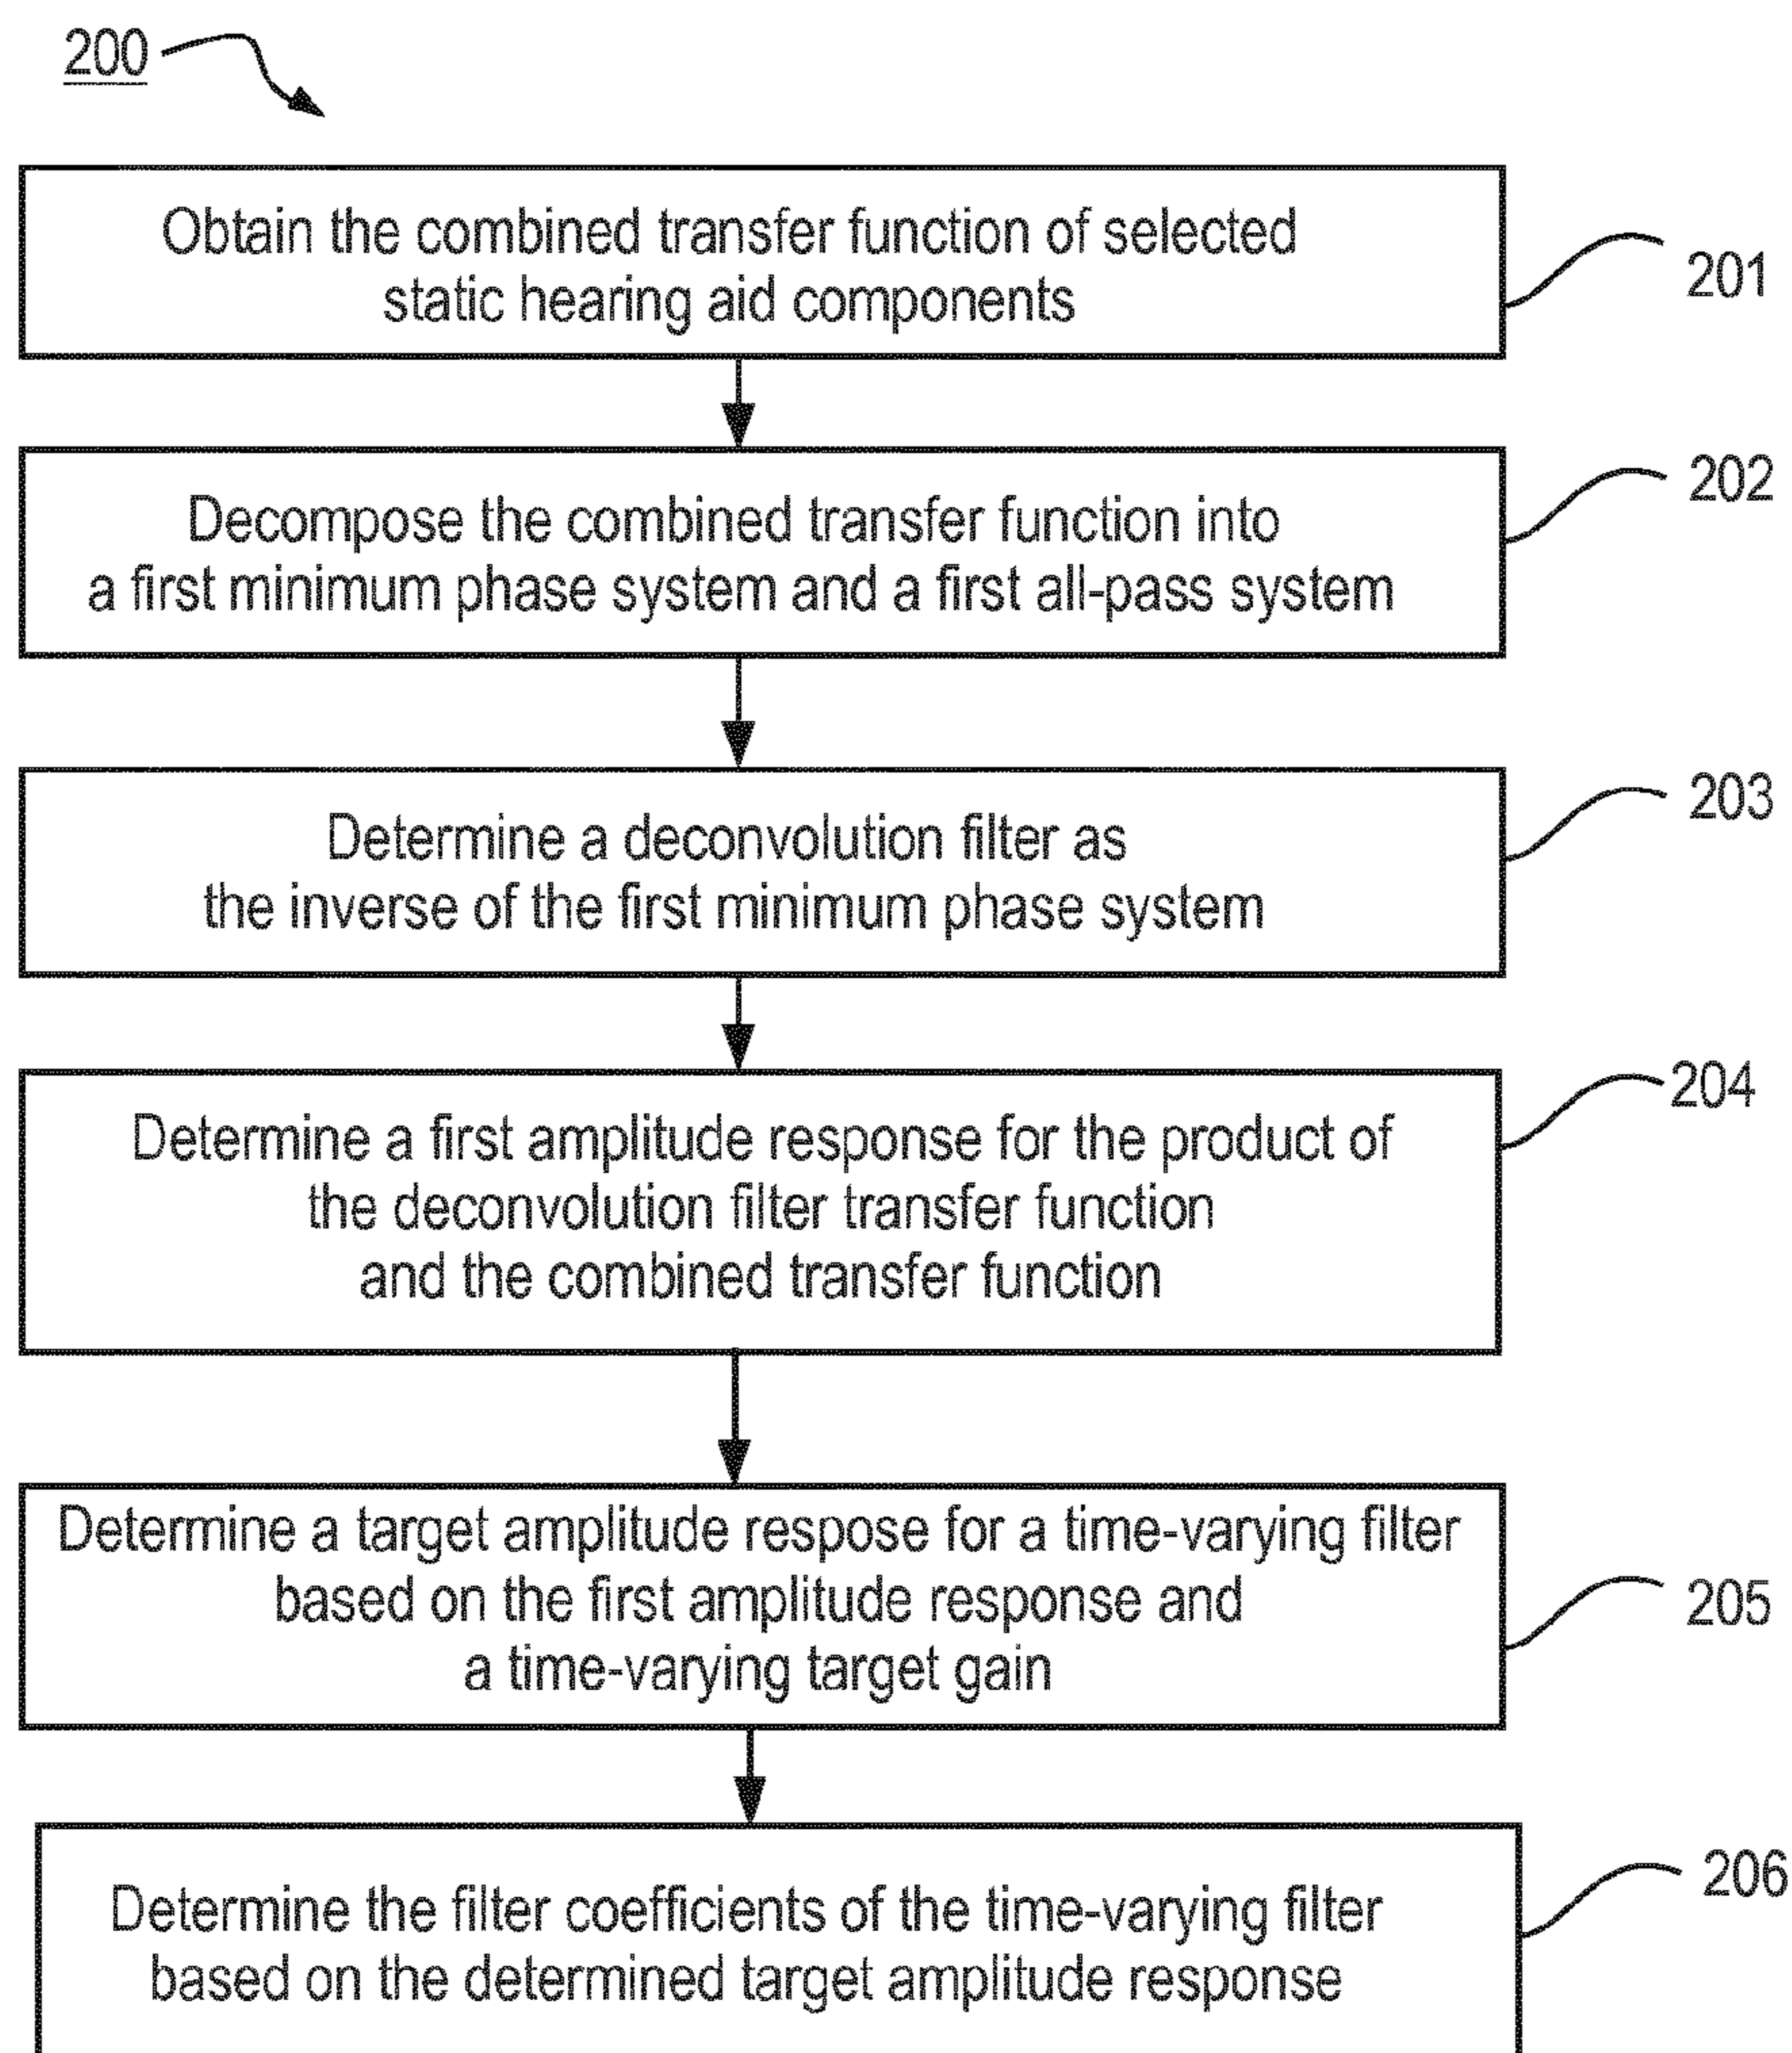 200
Obtain the combined transfer function of selected
static hearing aid components
201
Decompose the combined transfer function into
a first minimum phase system and a first all-pass system
202
Determine a deconvolution filter as
the inverse of the first minimum phase system
203
Determine a first amplitude response for the product of
the deconvolution filter transfer function
and the combined transfer function
204
Determine a target amplitude respose for a time-varying filter
based on the first amplitude response and
a time-varying target gain
205
Determine the filter coefficients of the time-varying filter
based on the determined target amplitude response
206